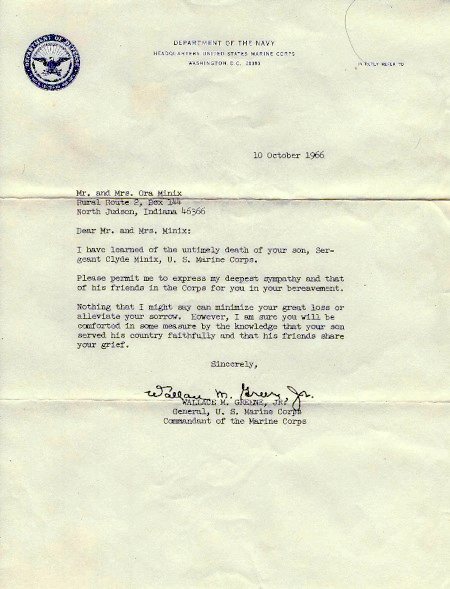 DEPARTMENT OF DEFENSE
DEPARTMENT OF THE NAVY
HEADQUARTERS UNITED STATES MARINE CORPS
WASHINGTON, D.C. 20380
IN REPLY REFER TO
10 October 1966
Mr. and Mrs. Ora Minix
Rural Route 2, Box 144
North Judson, Indiana 46366
Dear Mr. and Mrs. Minix:
I have learned of the untimely death of your son, Ser-
geant Clyde Minix, U. S. Marine Corps.
Please permit me to express my deepest sympathy and that
of his friends in the Corps for you in your bereavement.
Nothing that I might say can minimize your great loss or
alleviate your sorrow. However, I am sure you will be
comforted in some measure by the knowledge that your son
served his country faithfully and that his friends share
your grief.
Sincerely,
Wallace M. Greene, Jr.
WALLACE M. GREENE, JR.
General, U. S. Marine Corps
Commandant of the Marine Corps